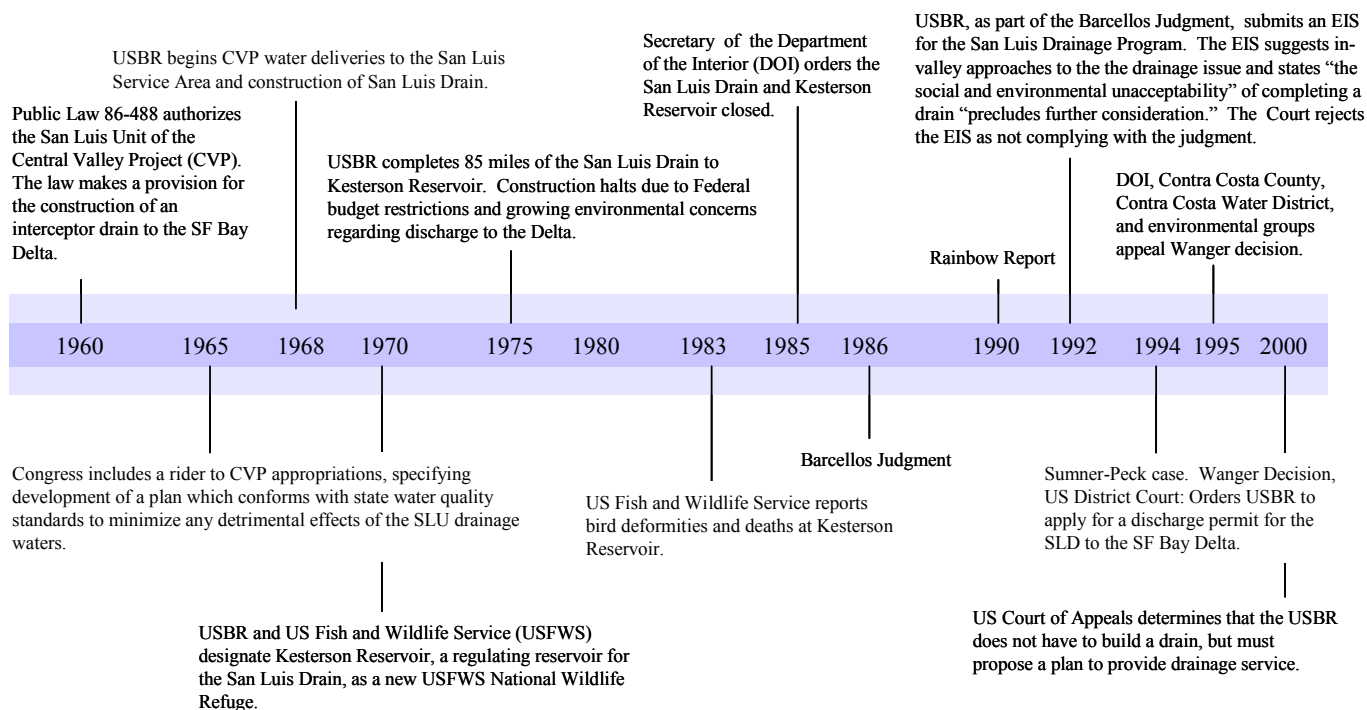 USBR begins CVP water deliveries to the San Luis
Service Area and construction of San Luis Drain.
Public Law 86-488 authorizes
the San Luis Unit of the
Central Valley Project (CVP).
The law makes a provision for
the construction of an
interceptor drain to the SF Bay
Delta.
USBR completes 85 miles of the San Luis Drain to
Kesterson Reservoir. Construction halts due to Federal
budget restrictions and growing environmental concerns
regarding discharge to the Delta.
Secretary of the Department
of the Interior (DOI) orders the
San Luis Drain and Kesterson
Reservoir closed.
USBR, as part of the Barcellos Judgment, submits an EIS
for the San Luis Drainage Program. The EIS suggests in-
valley approaches to the the drainage issue and states “the
social and environmental unacceptability” of completing a
drain “precludes further consideration.” The Court rejects
the EIS as not complying with the judgment.
Rainbow Report
DOI, Contra Costa County,
Contra Costa Water District,
and environmental groups
appeal Wanger decision.
1960 1965 1968 1970 1975 1980 1983 1985 1986 1990 1992 1994 1995 2000
Congress includes a rider to CVP appropriations, specifying
development of a plan which conforms with state water quality
standards to minimize any detrimental effects of the SLU drainage
waters.
USBR and US Fish and Wildlife Service (USFWS)
designate Kesterson Reservoir, a regulating reservoir for
the San Luis Drain, as a new USFWS National Wildlife
Refuge.
US Fish and Wildlife Service reports
bird deformities and deaths at Kesterson
Reservoir.
Barcellos Judgment
Sumner-Peck case. Wanger Decision,
US District Court: Orders USBR to
apply for a discharge permit for the
SLD to the SF Bay Delta.
US Court of Appeals determines that the USBR
does not have to build a drain, but must
propose a plan to provide drainage service.